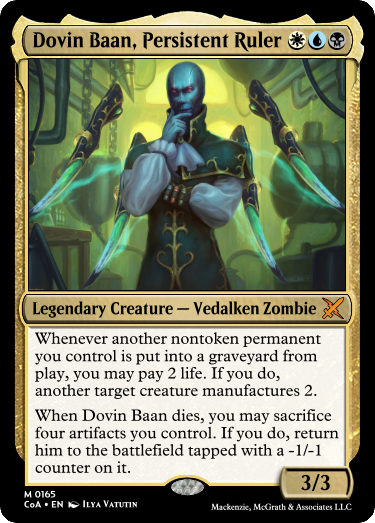 Dovin Baan, Persistent Ruler
Legendary Creature — Vedalken Zombie
Whenever another nontoken permanent
you control is put into a graveyard from
play, you may pay 2 life. If you do,
another target creature manufactures 2.
When Dovin Baan dies, you may sacrifice
four artifacts you control. If you do, return
him to the battlefield tapped with a -1/-1
counter on it.
3/3
M 0165
CoA • EN Ilya Vatutin
Mackenzie, McGrath & Associates LLC